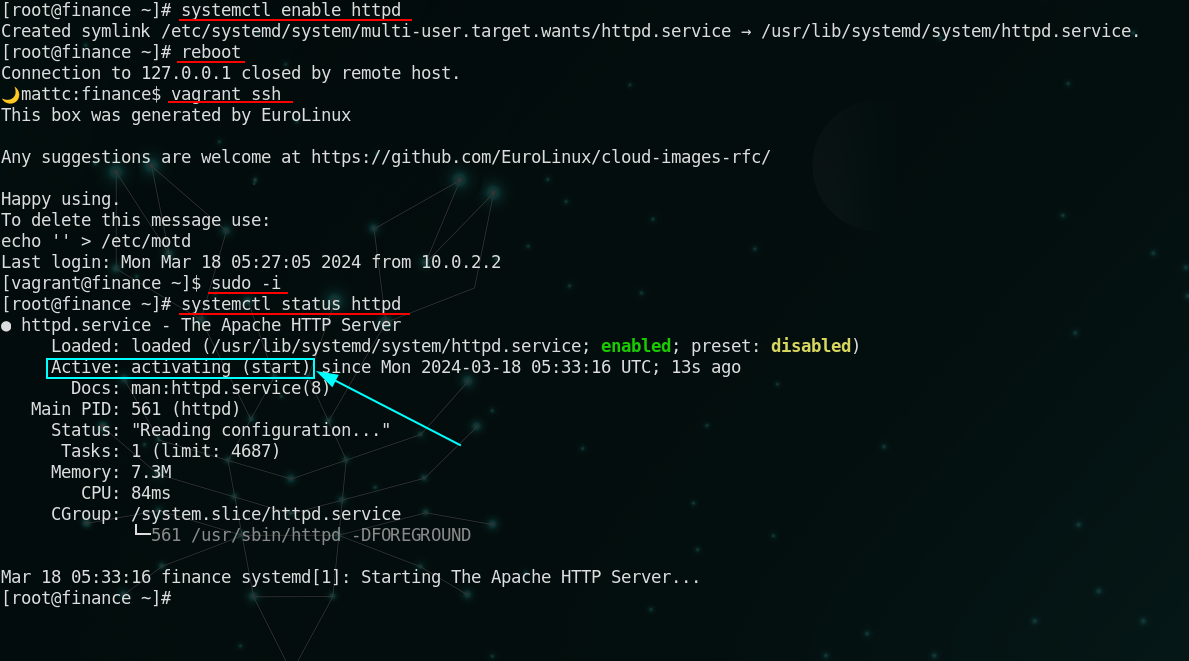 [root@finance ~]# systemctl enable httpd
Created symlink /etc/systemd/system/multi-user.target.wants/httpd.service → /usr/lib/systemd/system/httpd.service.
[root@finance ~]# reboot
Connection to 127.0.0.1 closed by remote host.
🌙mattc:finance$ vagrant ssh
This box was generated by EuroLinux

Any suggestions are welcome at https://github.com/EuroLinux/cloud-images-rfc/

Happy using.
To delete this message use:
echo '' > /etc/motd
Last login: Mon Mar 18 05:27:05 2024 from 10.0.2.2
[vagrant@finance ~]$ sudo -i
[root@finance ~]# systemctl status httpd
● httpd.service - The Apache HTTP Server
     Loaded: loaded (/usr/lib/systemd/system/httpd.service; enabled; preset: disabled)
     Active: activating (start) since Mon 2024-03-18 05:33:16 UTC; 13s ago
       Docs: man:httpd.service(8)
   Main PID: 561 (httpd)
     Status: "Reading configuration..."
      Tasks: 1 (limit: 4687)
     Memory: 7.3M
        CPU: 84ms
     CGroup: /system.slice/httpd.service
             └─561 /usr/sbin/httpd -DFOREGROUND

Mar 18 05:33:16 finance systemd[1]: Starting The Apache HTTP Server...
[root@finance ~]#